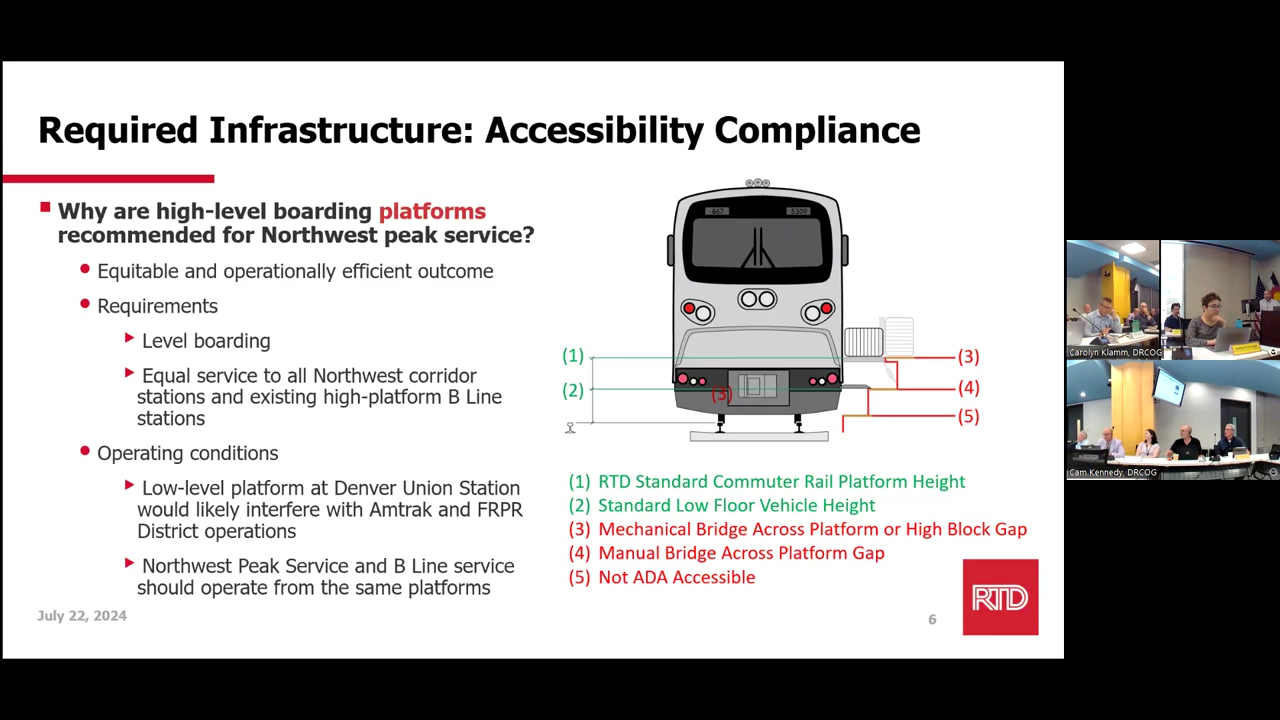 Required Infrastructure: Accessibility Compliance
Why are high-level boarding platforms
recommended for Northwest peak service?
Equitable and operationally efficient outcome
Requirements
Level boarding
Equal service to all Northwest corridor
stations and existing high-platform B Line
stations
Operating conditions
Low-level platform at Denver Union Station
would likely interfere with Amtrak and FRPR
District operations
Northwest Peak Service and B Line service
should operate from the same platforms
July 22, 2024
867 5309
(1)
(2)
(3)
(3)
(4)
(5)
(1) RTD Standard Commuter Rail Platform Height
(2) Standard Low Floor Vehicle Height
(3) Mechanical Bridge Across Platform or High Block Gap
(4) Manual Bridge Across Platform Gap
(5) Not ADA Accessible
6
RTD
Carolyn Klamm, DRCOG
Cam Kennedy, DRCOG